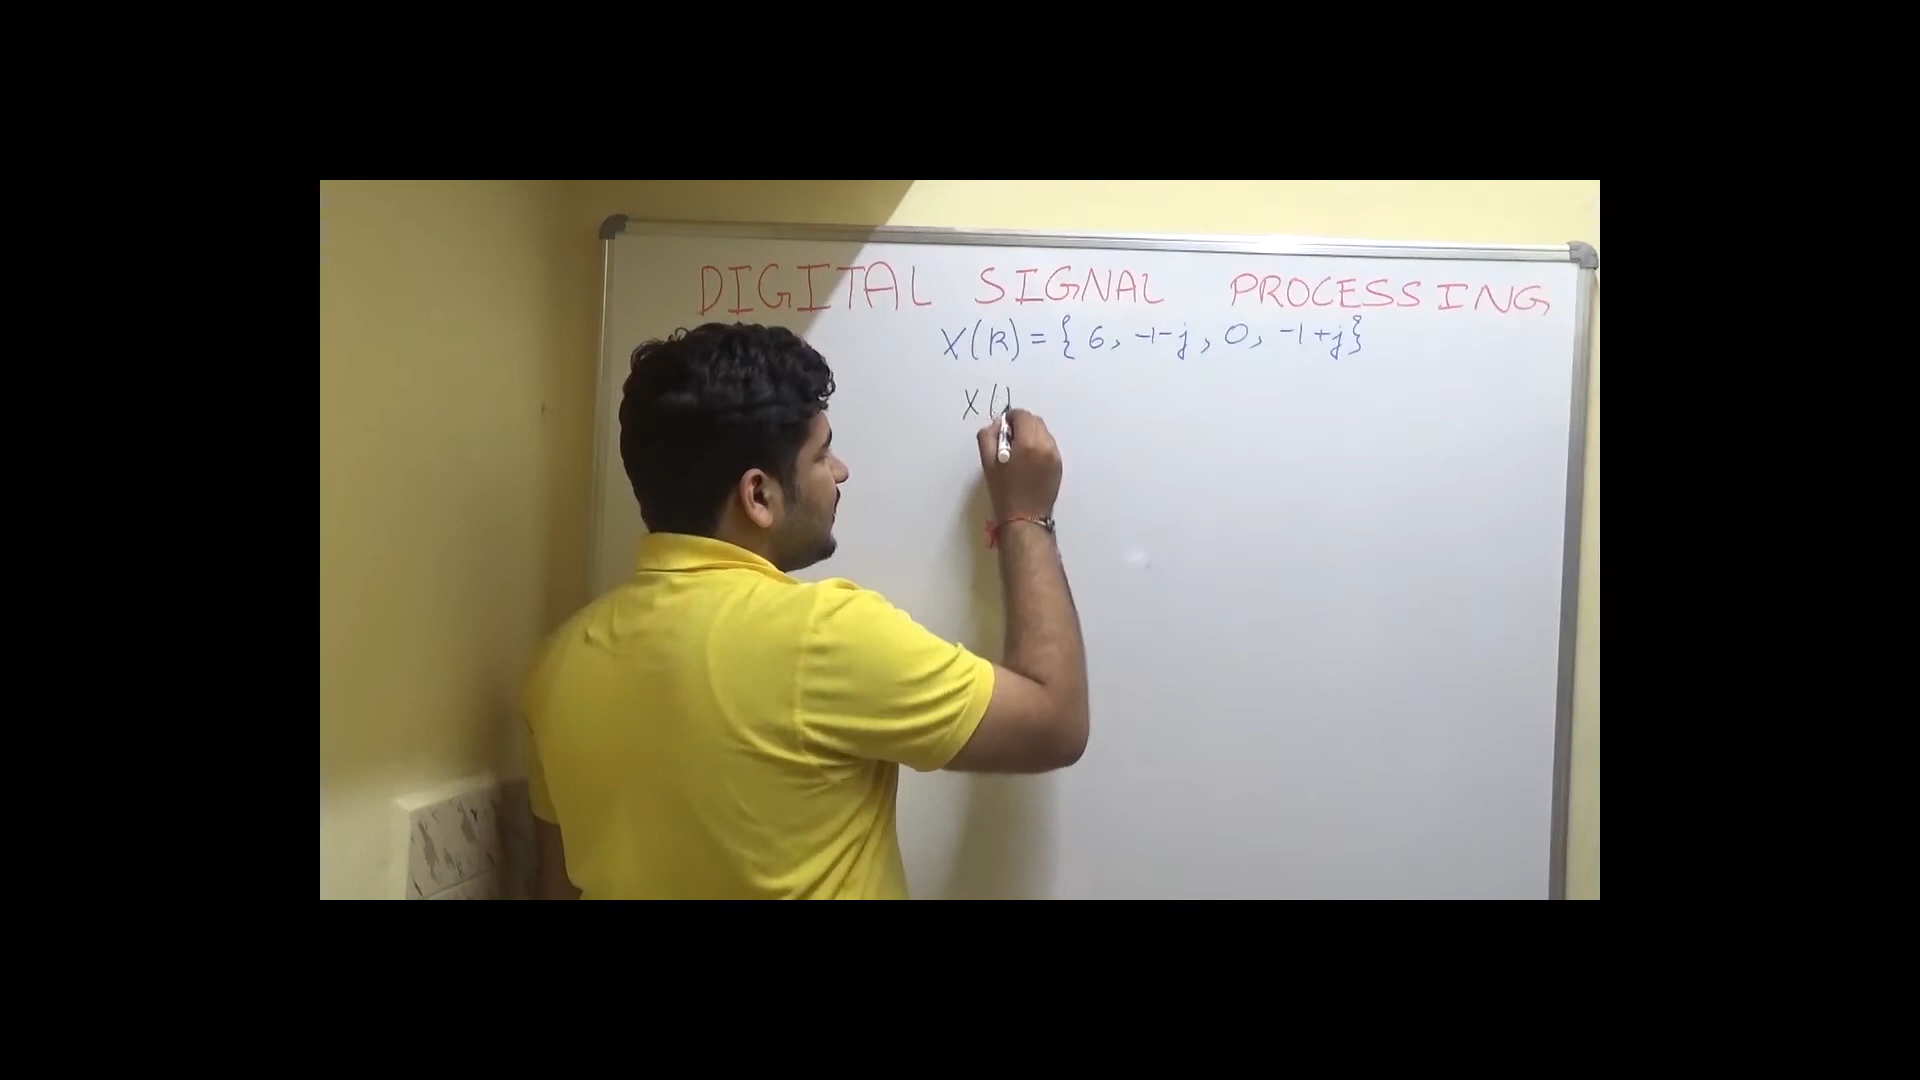 DIGITAL SIGNAL PROCESSING
X(k) = { 6, -1-j, 0, -1+j}
X()